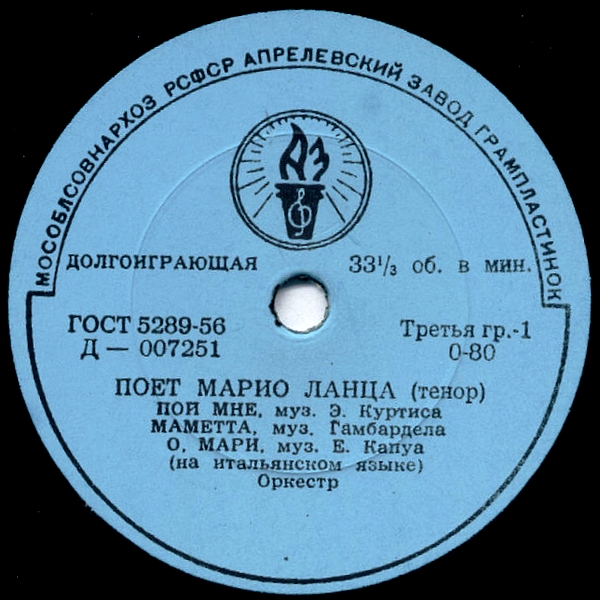 МОСОБЛСОВНАРХОЗ РСФСР АПРЕЛЕВСКИЙ ЗАВОД ГРАМПЛАСТИНОК
АЗ
ДОЛГОИГРАЮЩАЯ 33⅓ об. в мин.
ГОСТ 5289-56 Третья гр.-1
Д — 007251 0-80
ПОЕТ МАРИО ЛАНЦА (тенор)
ПОЙ МНЕ, муз. Э. Куртиса
МАМЕТТА, муз. Гамбардела
О, МАРИ, муз. Е. Капуа
(на итальянском языке)
Оркестр